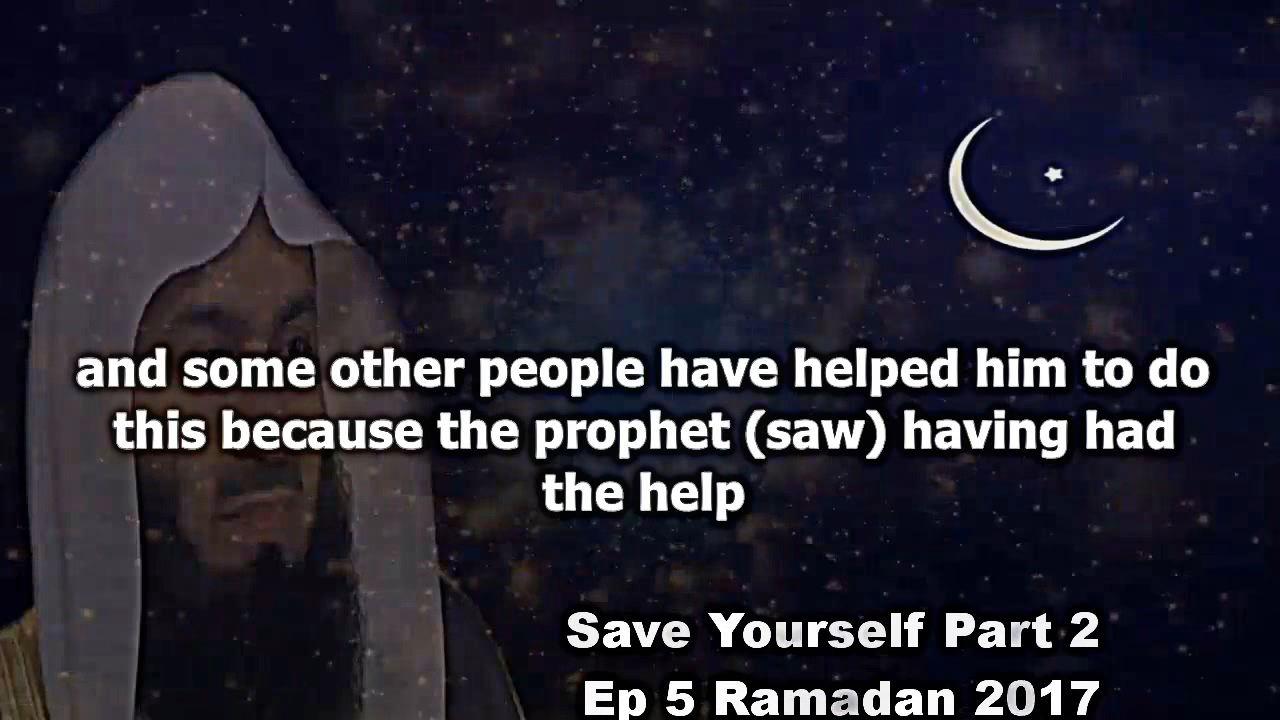 and some other people have helped him to do
this because the prophet (saw) having had
the help
Save Yourself Part 2
Ep 5 Ramadan 2017